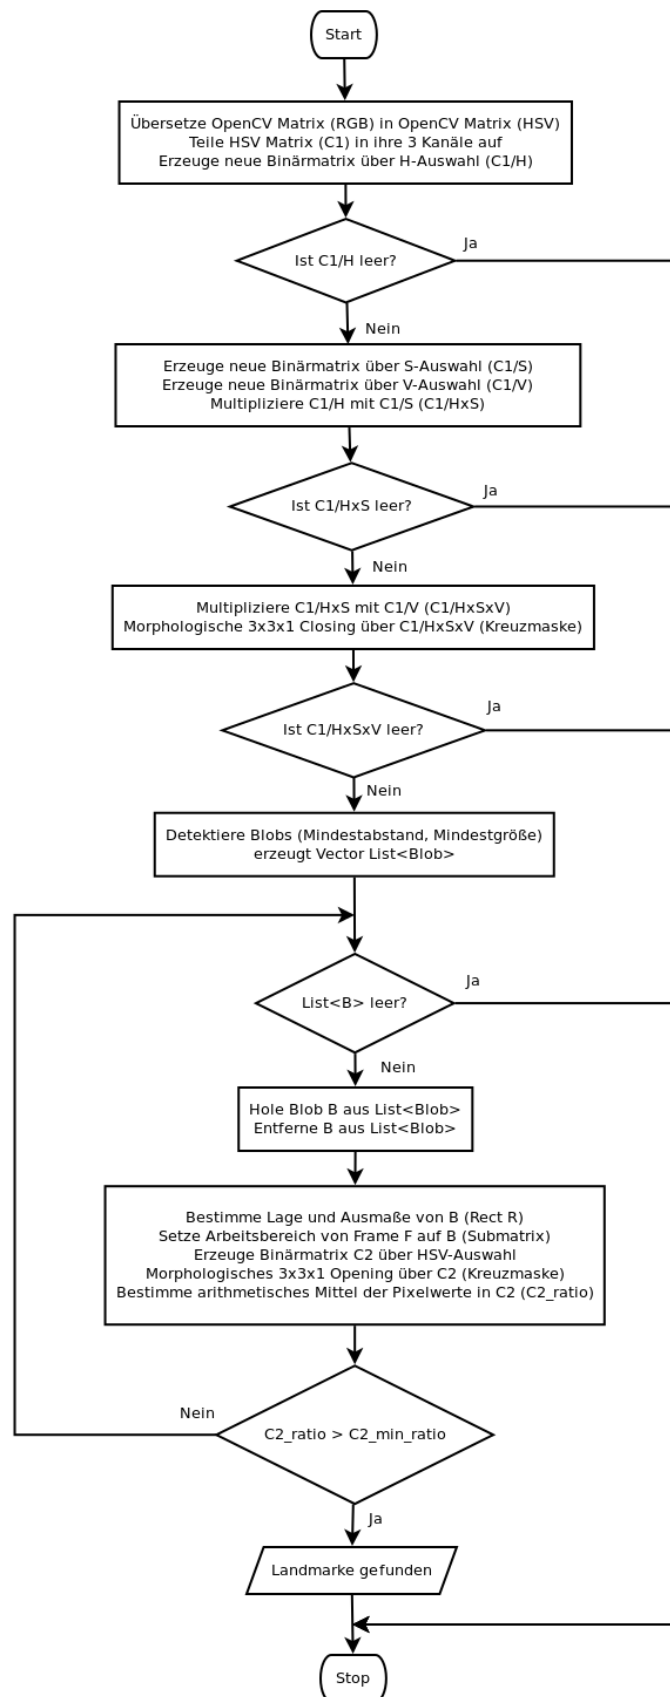 Start
Übersetze OpenCV Matrix (RGB) in OpenCV Matrix (HSV)
Teile HSV Matrix (C1) in ihre 3 Kanäle auf
Erzeuge neue Binärmatrix über H-Auswahl (C1/H)
Ja
Ist C1/H leer?
Nein
Erzeuge neue Binärmatrix über S-Auswahl (C1/S)
Erzeuge neue Binärmatrix über V-Auswahl (C1/V)
Multipliziere C1/H mit C1/S (C1/HxS)
Ja
Ist C1/HxS leer?
Nein
Multipliziere C1/HxS mit C1/V (C1/HxSxV)
Morphologische 3x3x1 Closing über C1/HxSxV (Kreuzmaske)
Ja
Ist C1/HxSxV leer?
Nein
Detektiere Blobs (Mindestabstand, Mindestgröße)
erzeugt Vector List<Blob>
Ja
List<B> leer?
Nein
Hole Blob B aus List<Blob>
Entferne B aus List<Blob>
Bestimme Lage und Ausmaße von B (Rect R)
Setze Arbeitsbereich von Frame F auf B (Submatrix)
Erzeuge Binärmatrix C2 über HSV-Auswahl
Morphologisches 3x3x1 Opening über C2 (Kreuzmaske)
Bestimme arithmetisches Mittel der Pixelwerte in C2 (C2_ratio)
Nein
C2_ratio > C2_min_ratio
Ja
Landmarke gefunden
Stop